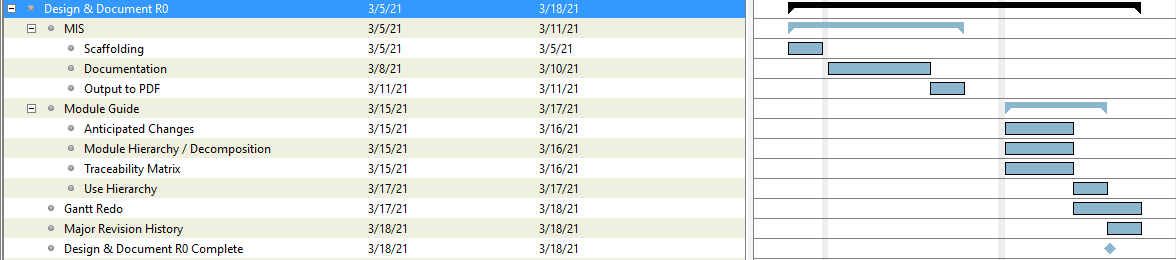 Design & Document R0 3/5/21 3/18/21
MIS 3/5/21 3/11/21
Scaffolding 3/5/21 3/5/21
Documentation 3/8/21 3/10/21
Output to PDF 3/11/21 3/11/21
Module Guide 3/15/21 3/17/21
Anticipated Changes 3/15/21 3/16/21
Module Hierarchy / Decomposition 3/15/21 3/16/21
Traceability Matrix 3/15/21 3/16/21
Use Hierarchy 3/17/21 3/17/21
Gantt Redo 3/17/21 3/18/21
Major Revision History 3/18/21 3/18/21
Design & Document R0 Complete 3/18/21 3/18/21